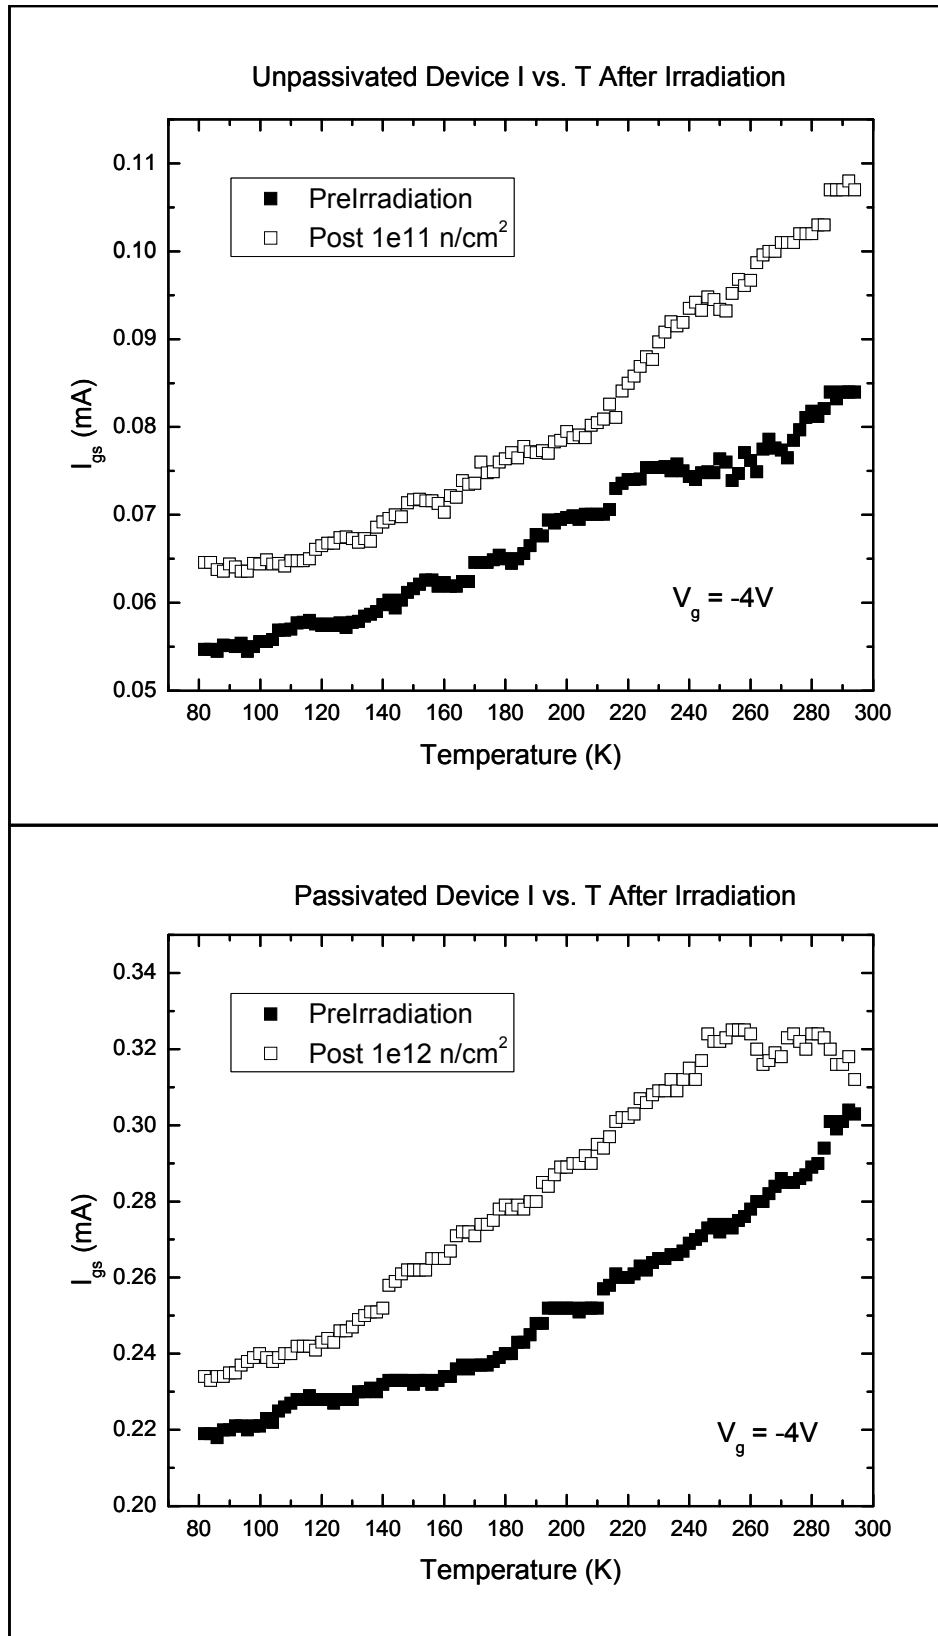 Unpassivated Device I vs. T After Irradiation
0.11
0.10
0.09
0.08
0.07
0.06
0.05
I_gs (mA)
PreIrradiation
Post 1e11 n/cm²
V_g = -4V
80 100 120 140 160 180 200 220 240 260 280 300
Temperature (K)
Passivated Device I vs. T After Irradiation
0.34
0.32
0.30
0.28
0.26
0.24
0.22
0.20
I_gs (mA)
PreIrradiation
Post 1e12 n/cm²
V_g = -4V
80 100 120 140 160 180 200 220 240 260 280 300
Temperature (K)